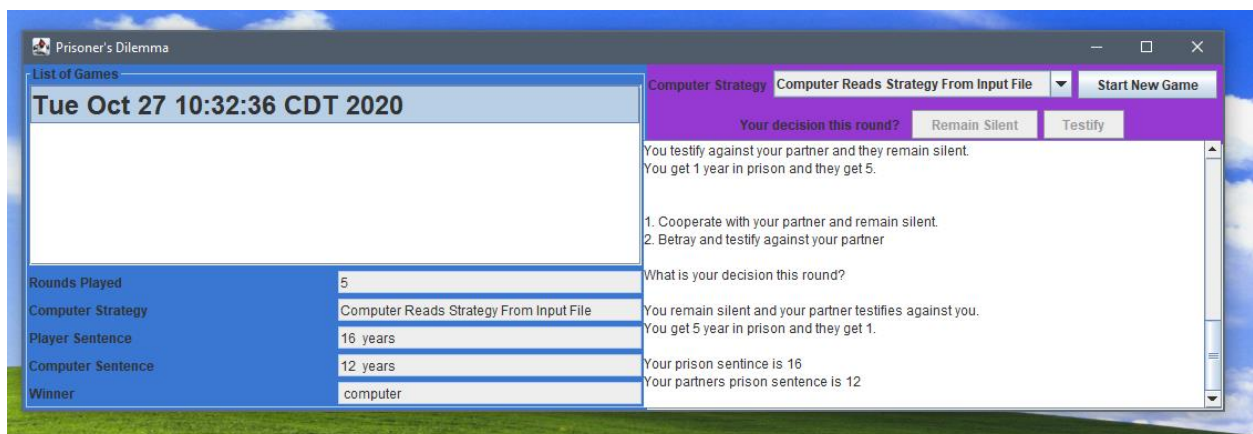 Prisoner's Dilemma
List of Games
Tue Oct 27 10:32:36 CDT 2020
Rounds Played 5
Computer Strategy Computer Reads Strategy From Input File
Player Sentence 16 years
Computer Sentence 12 years
Winner computer
Computer Strategy Computer Reads Strategy From Input File Start New Game
Your decision this round? Remain Silent Testify
You testify against your partner and they remain silent.
You get 1 year in prison and they get 5.
1. Cooperate with your partner and remain silent.
2. Betray and testify against your partner
What is your decision this round?
You remain silent and your partner testifies against you.
You get 5 year in prison and they get 1.
Your prison sentince is 16
Your partners prison sentence is 12